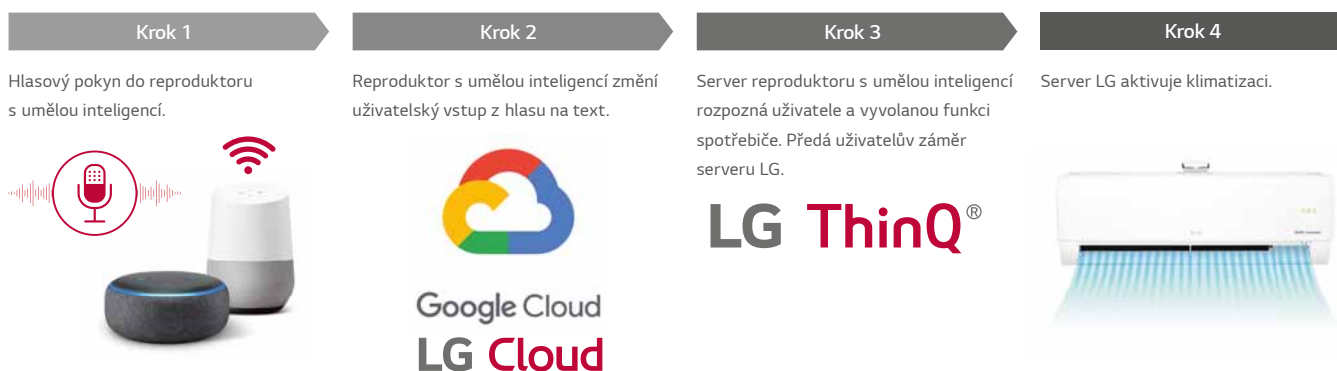 Krok 1
Hlasový pokyn do reproduktoru
s umělou inteligencí.
Krok 2
Reproduktor s umělou inteligencí změní
uživatelský vstup z hlasu na text.
Google Cloud
LG Cloud
Krok 3
Server reproduktoru s umělou inteligencí
rozpozná uživatele a vyvolanou funkci
spotřebiče. Předá uživatelův záměr
serveru LG.
LG ThinQ®
Krok 4
Server LG aktivuje klimatizaci.